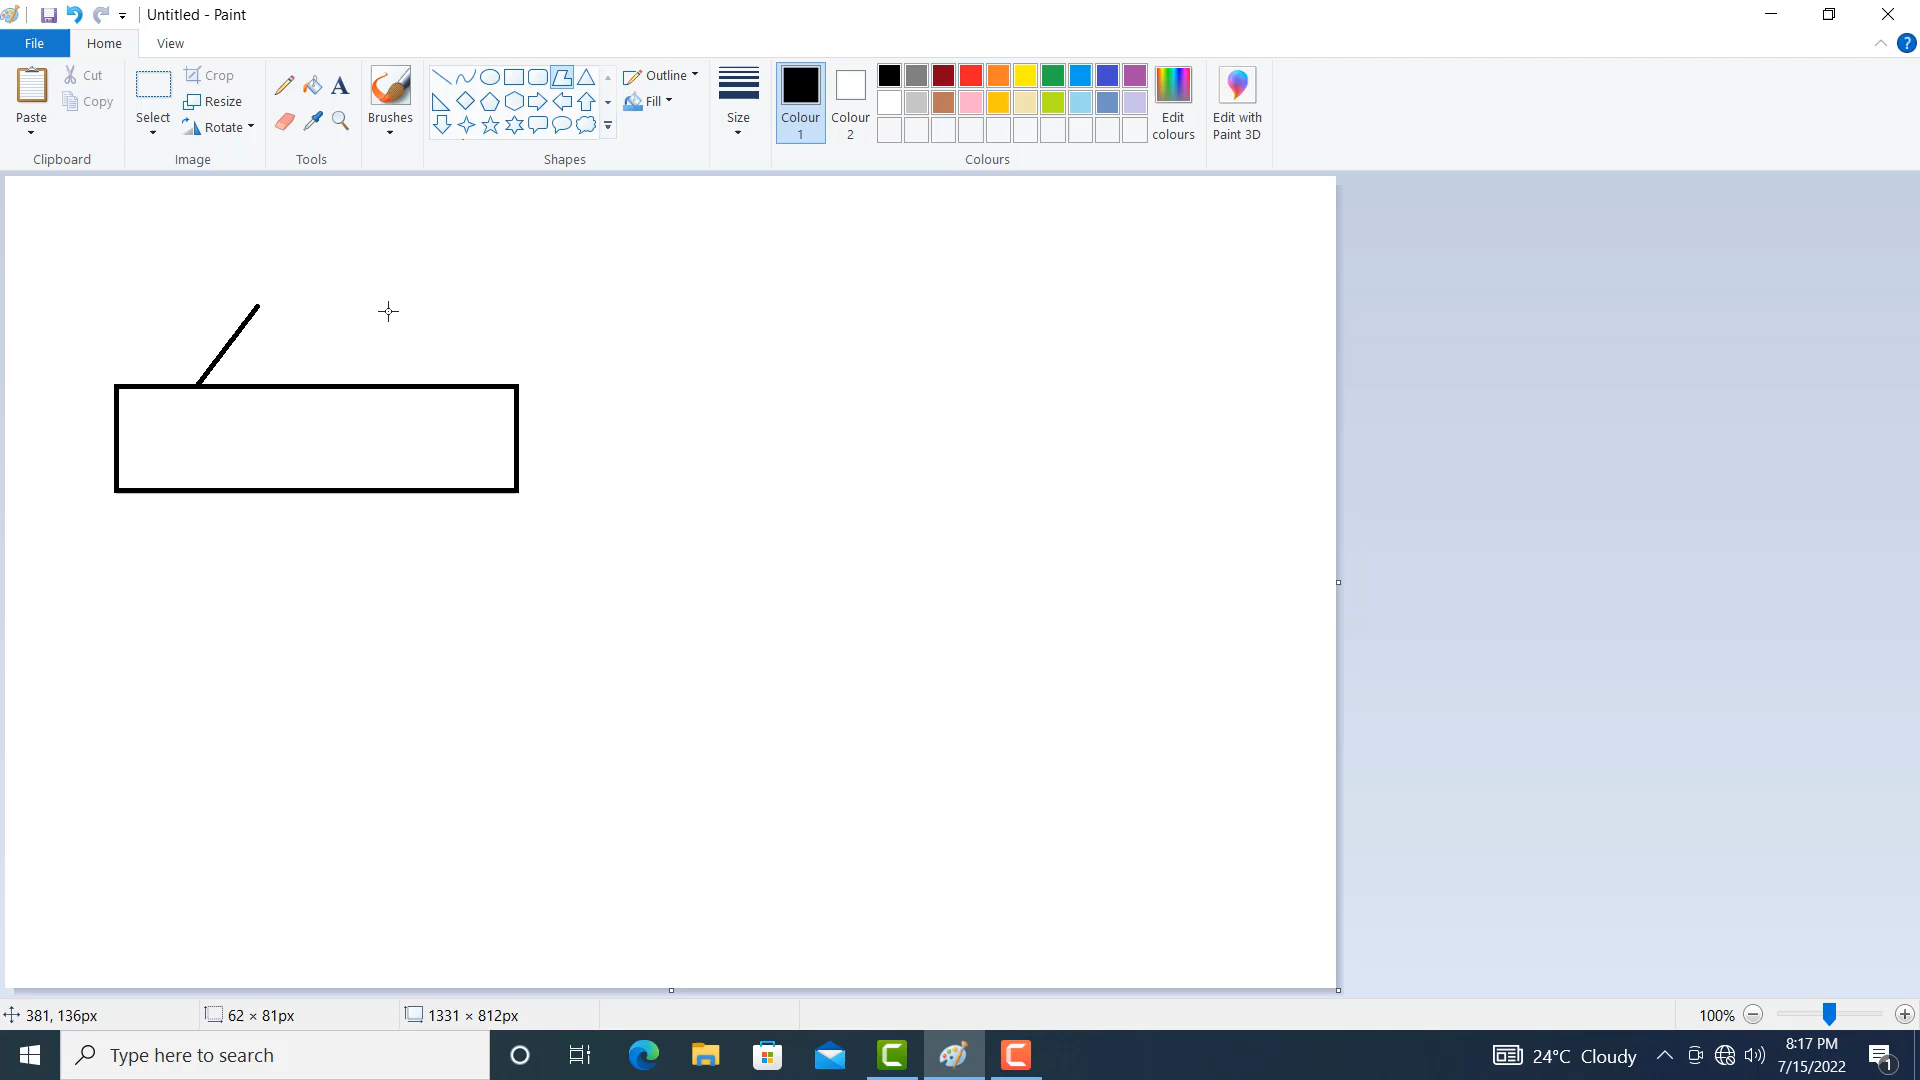 Untitled - Paint
File
Home
View
Paste
Cut
Copy
Clipboard
Select
Crop
Resize
Rotate
Image
A
Tools
Brushes
Shapes
Outline
Fill
Size
Colour 1
Colour 2
Colours
Edit colours
Edit with Paint 3D
?
381, 136px
62 × 81px
1331 × 812px
100%
Type here to search
24°C Cloudy
8:17 PM
7/15/2022
1